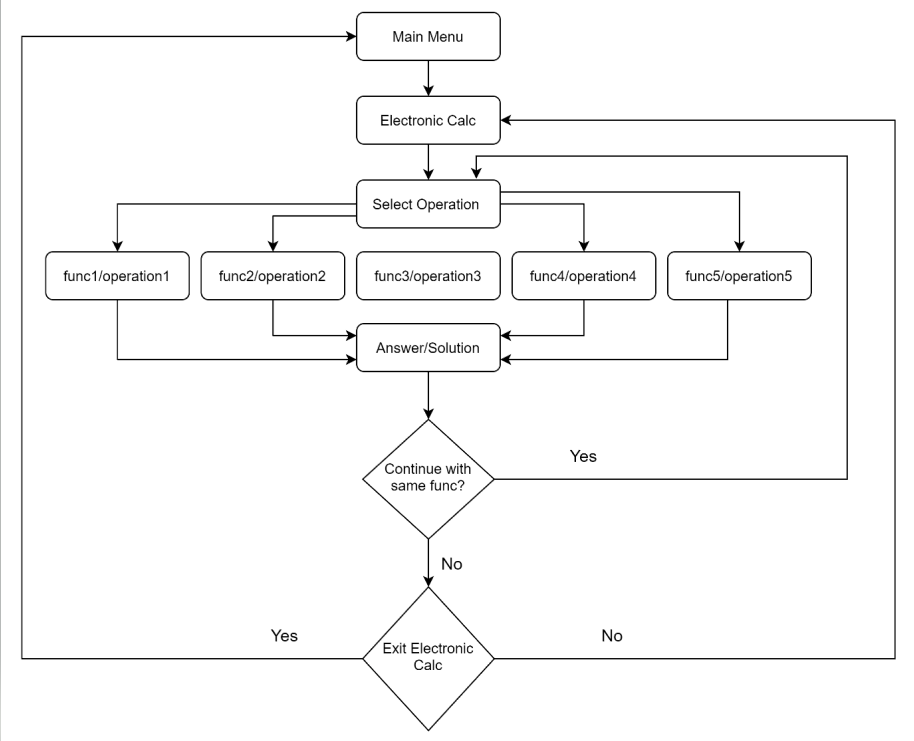 Main Menu
Electronic Calc
Select Operation
func1/operation1
func2/operation2
func3/operation3
func4/operation4
func5/operation5
Answer/Solution
Continue with
same func?
Yes
No
Exit Electronic
Calc
Yes
No